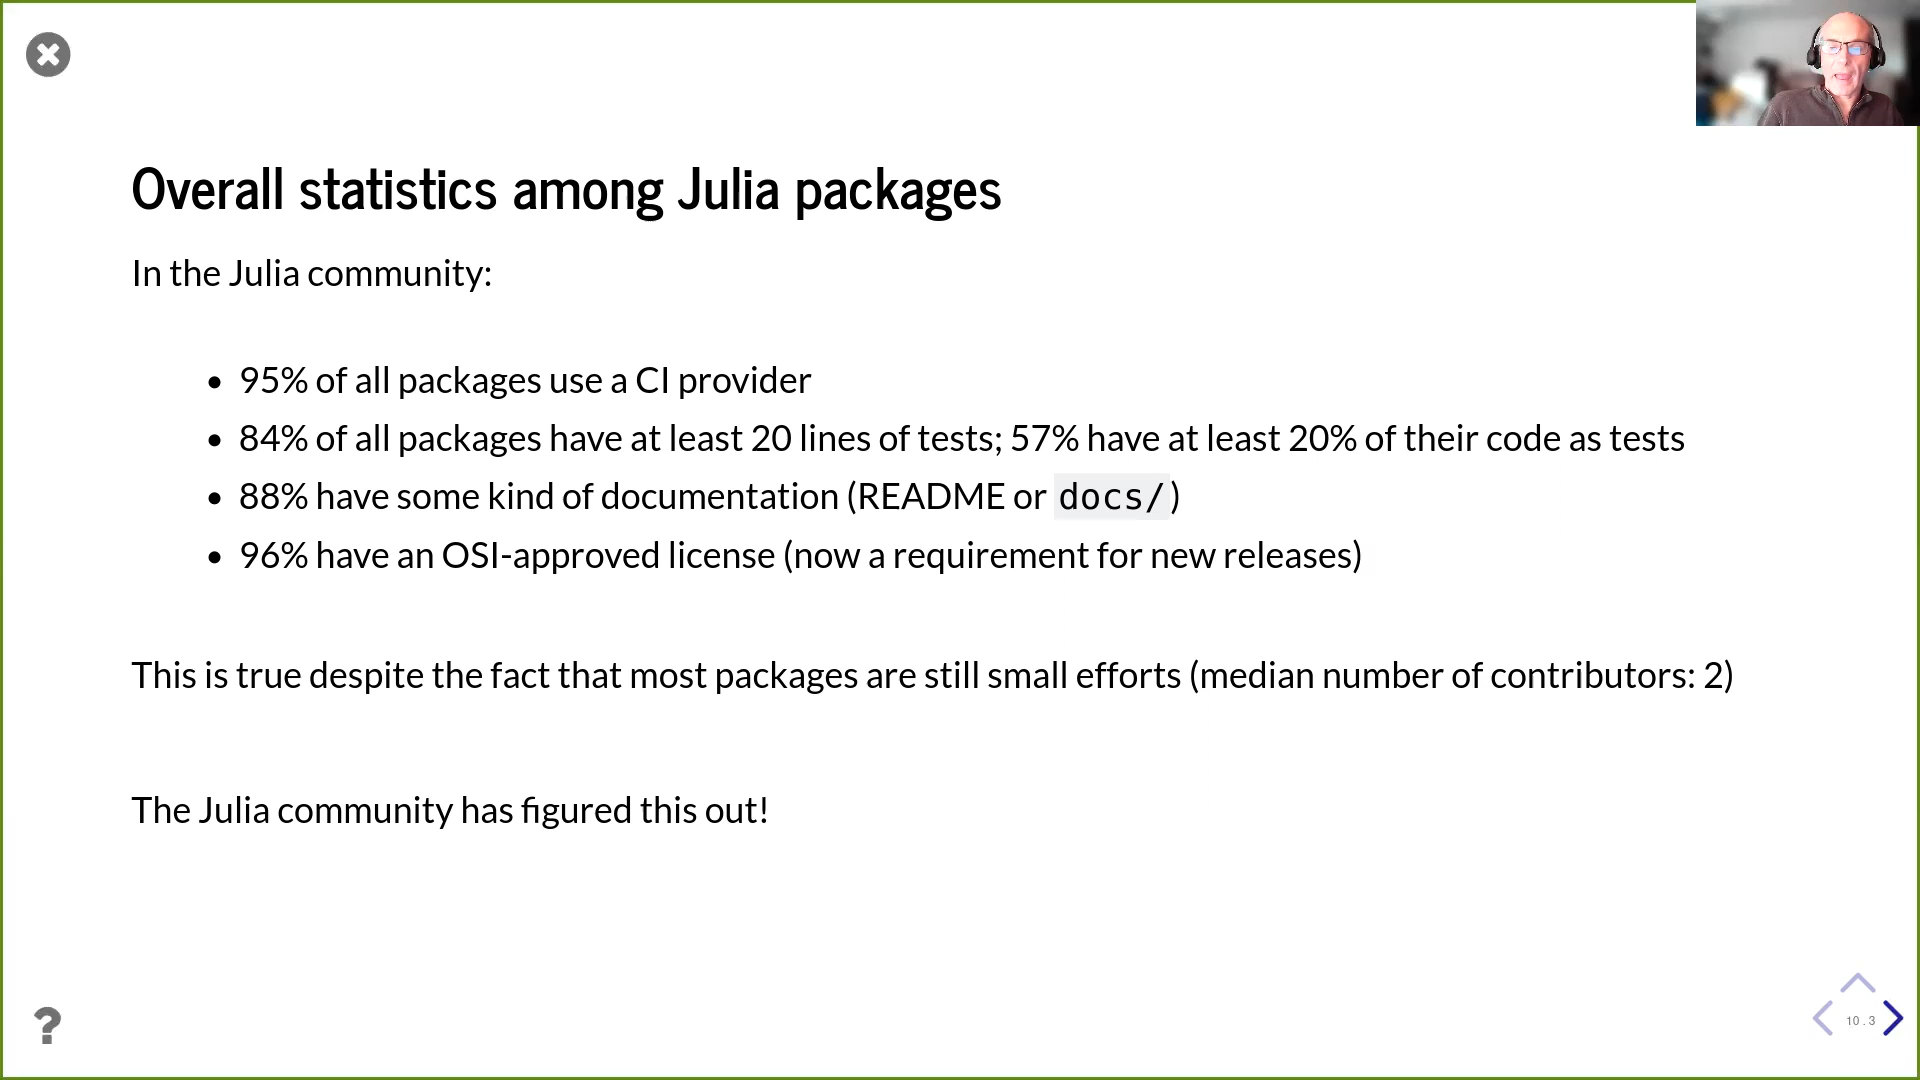 Overall statistics among Julia packages
In the Julia community:
• 95% of all packages use a CI provider
• 84% of all packages have at least 20 lines of tests; 57% have at least 20% of their code as tests
• 88% have some kind of documentation (README or docs/)
• 96% have an OSI-approved license (now a requirement for new releases)
This is true despite the fact that most packages are still small efforts (median number of contributors: 2)
The Julia community has figured this out!
?
10 . 3